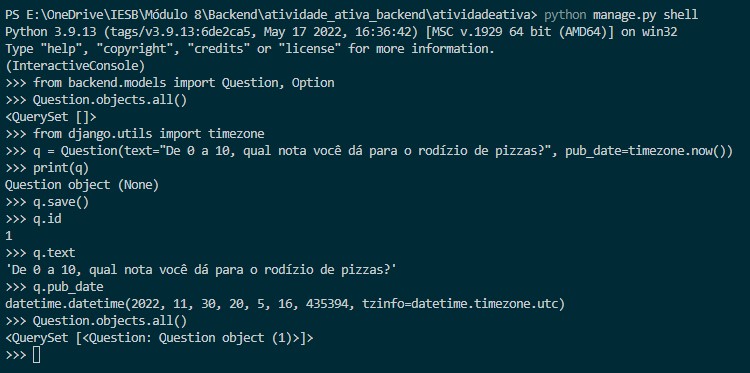 PS E:\OneDrive\IESB\Módulo 8\Backend\atividade_ativa_backend\atividadeativa> python manage.py shell
Python 3.9.13 (tags/v3.9.13:6de2ca5, May 17 2022, 16:36:42) [MSC v.1929 64 bit (AMD64)] on win32
Type "help", "copyright", "credits" or "license" for more information.
(InteractiveConsole)
>>> from backend.models import Question, Option
>>> Question.objects.all()
<QuerySet []>
>>> from django.utils import timezone
>>> q = Question(text="De 0 a 10, qual nota você dá para o rodízio de pizzas?", pub_date=timezone.now())
>>> print(q)
Question object (None)
>>> q.save()
>>> q.id
1
>>> q.text
'De 0 a 10, qual nota você dá para o rodízio de pizzas?'
>>> q.pub_date
datetime.datetime(2022, 11, 30, 20, 5, 16, 435394, tzinfo=datetime.timezone.utc)
>>> Question.objects.all()
<QuerySet [<Question: Question object (1)>]>
>>>